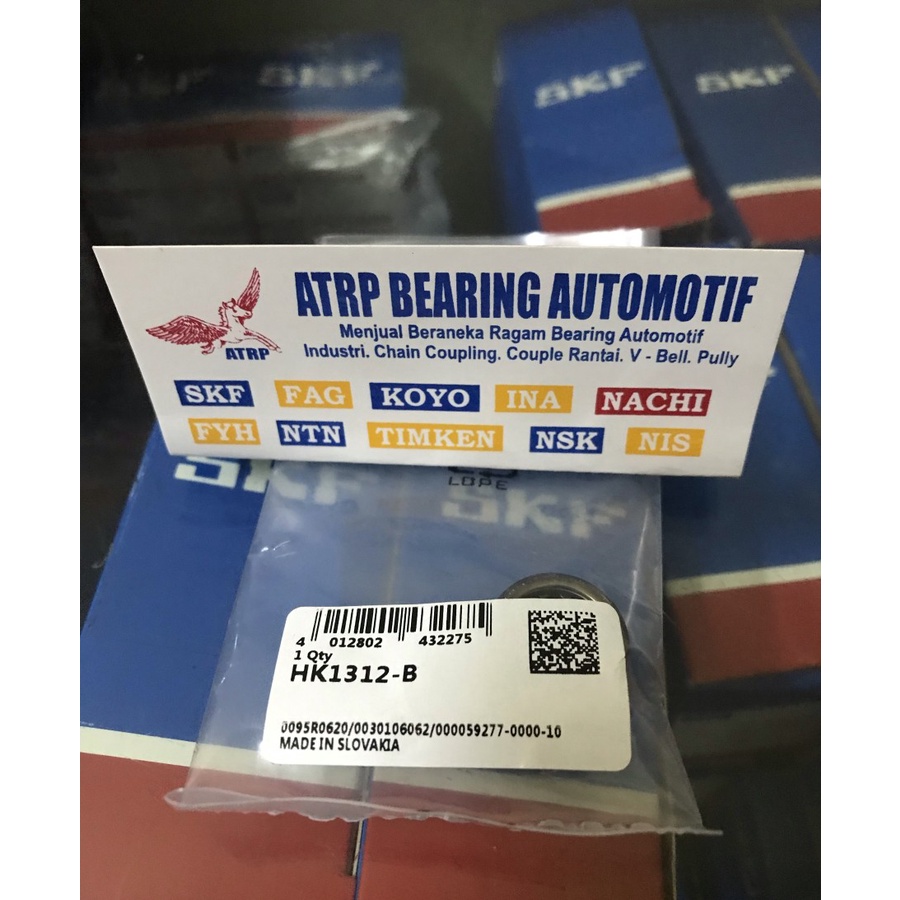 SKF
SKF
SKF
ATRP BEARING AUTOMOTIF
Menjual Beraneka Ragam Bearing Automotif
Industri. Chain Coupling. Couple Rantai. V - Bell. Pully
ATRP
SKF FAG KOYO INA NACHI
FYH NTN TIMKEN NSK NIS
LDPE
SKF
SKF
4 012802 432275
1 Qty
HK1312-B
0095R0620/0030106062/000059277-0000-10
MADE IN SLOVAKIA